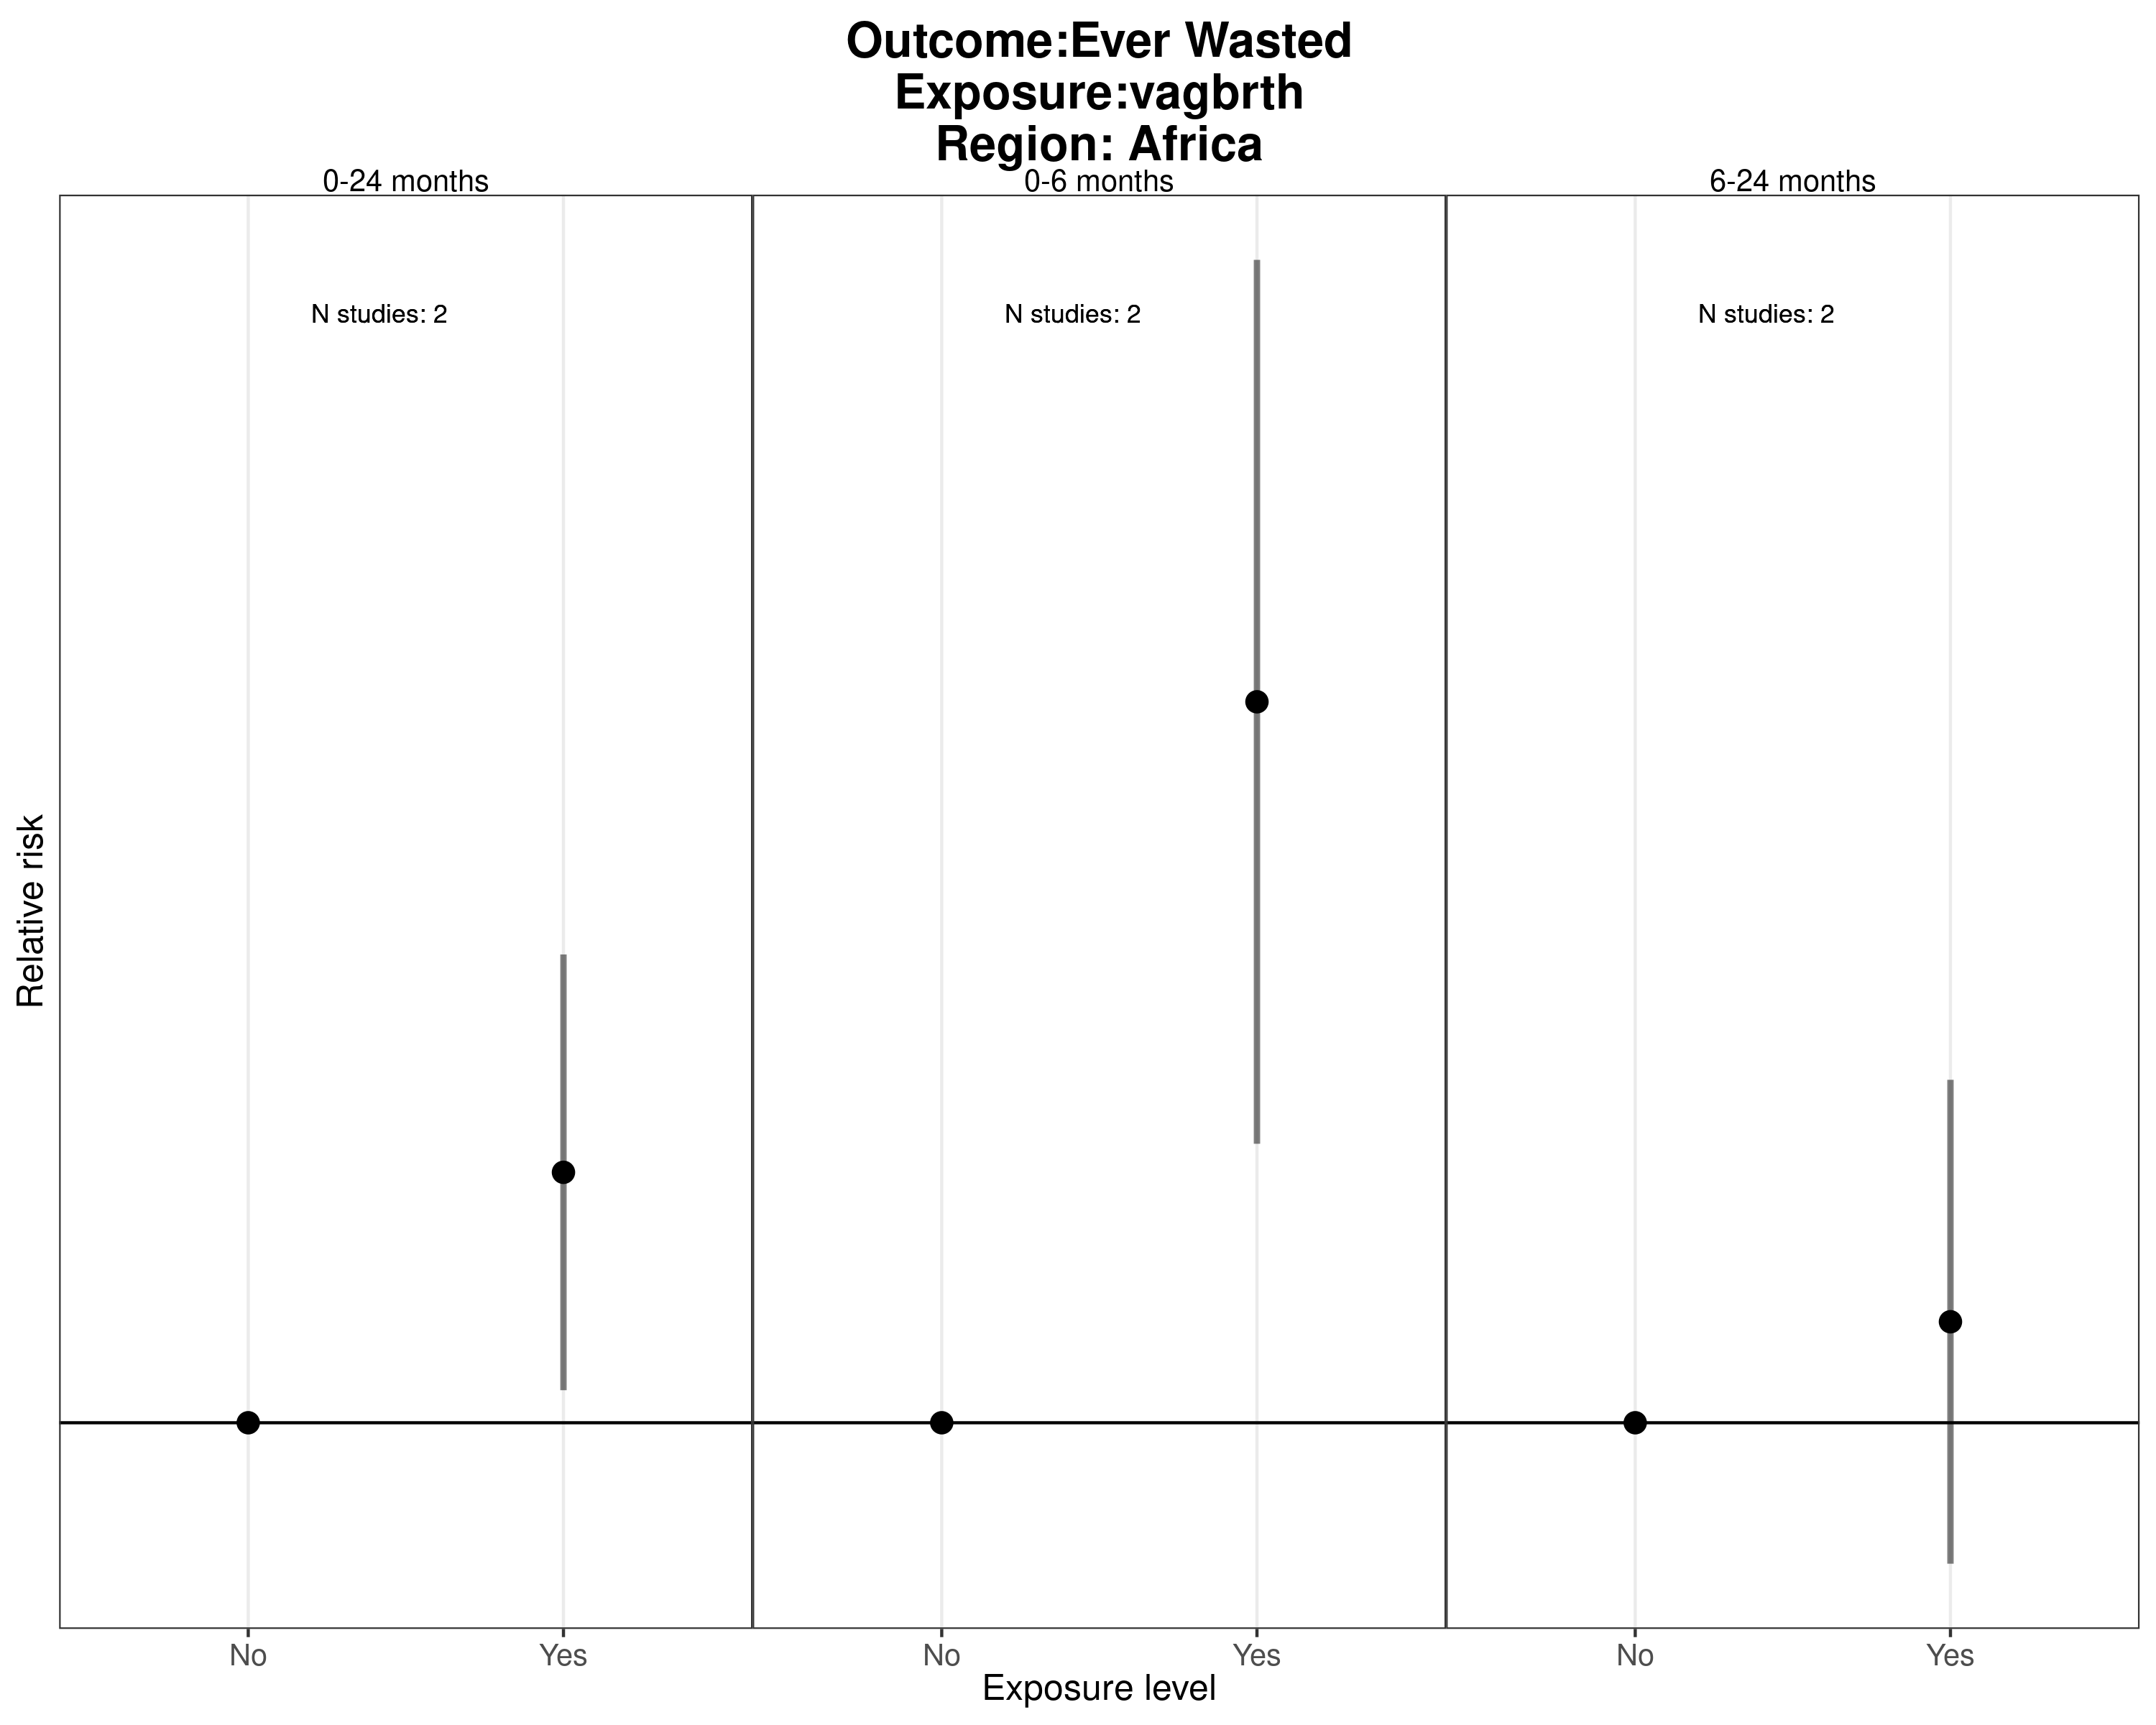 Outcome:Ever Wasted
Exposure:vagbrth
Region: Africa
0-24 months
0-6 months
6-24 months
N studies: 2
N studies: 2
N studies: 2
Relative risk
No
Yes
No
Yes
No
Yes
Exposure level